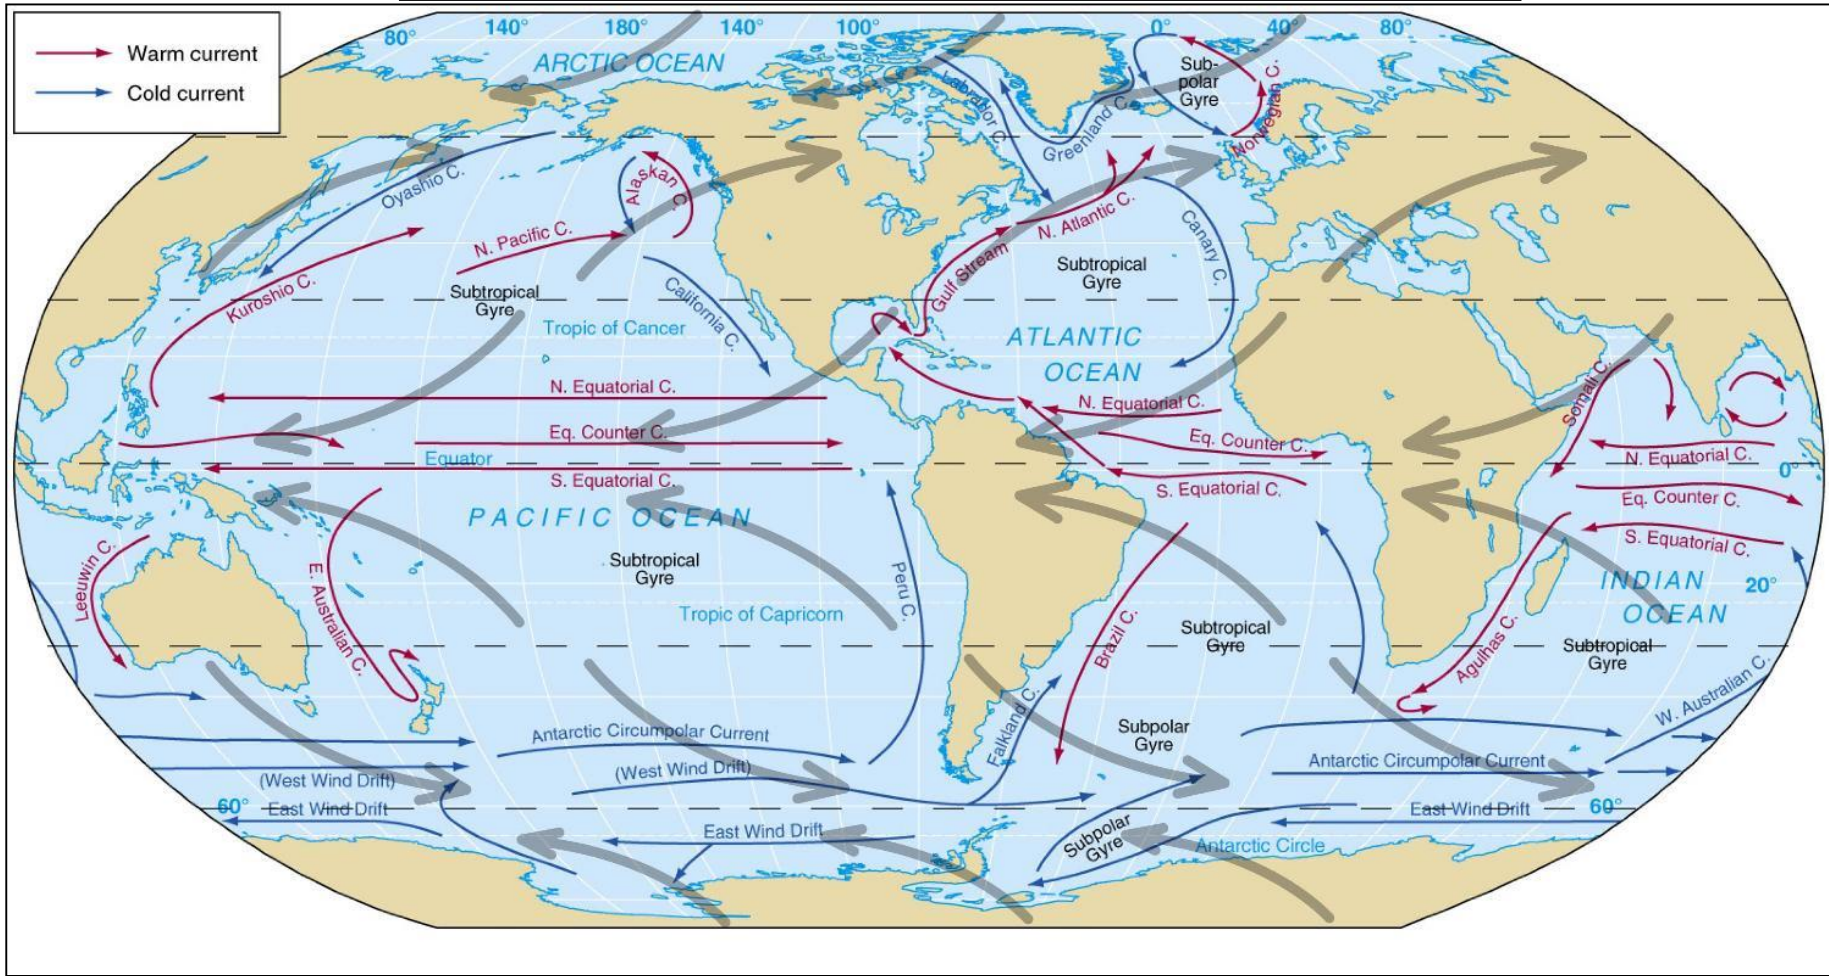 Warm current
Cold current
80°
140°
180°
140°
100°
0°
40°
80°
ARCTIC OCEAN
Sub-
polar
Gyre
Labrador C.
Greenland C.
Norwegian C.
Oyashio C.
Alaskan C.
N. Pacific C.
N. Atlantic C.
Canary C.
Kuroshio C.
Subtropical
Gyre
California C.
Gulf Stream
Subtropical
Gyre
Tropic of Cancer
ATLANTIC
OCEAN
Somali C.
N. Equatorial C.
N. Equatorial C.
Eq. Counter C.
Eq. Counter C.
Equator
N. Equatorial C.
0°
S. Equatorial C.
S. Equatorial C.
Eq. Counter C.
PACIFIC OCEAN
S. Equatorial C.
Leeuwin C.
E. Australian C.
Subtropical
Gyre
Peru C.
INDIAN
OCEAN
20°
Tropic of Capricorn
Brazil C.
Subtropical
Gyre
Agulhas C.
Subtropical
Gyre
W. Australian C.
Falkland C.
Subpolar
Gyre
Antarctic Circumpolar Current
(West Wind Drift)
(West Wind Drift)
Antarctic Circumpolar Current
60°
East Wind Drift
60°
East Wind Drift
East Wind Drift
Subpolar
Gyre
Antarctic Circle